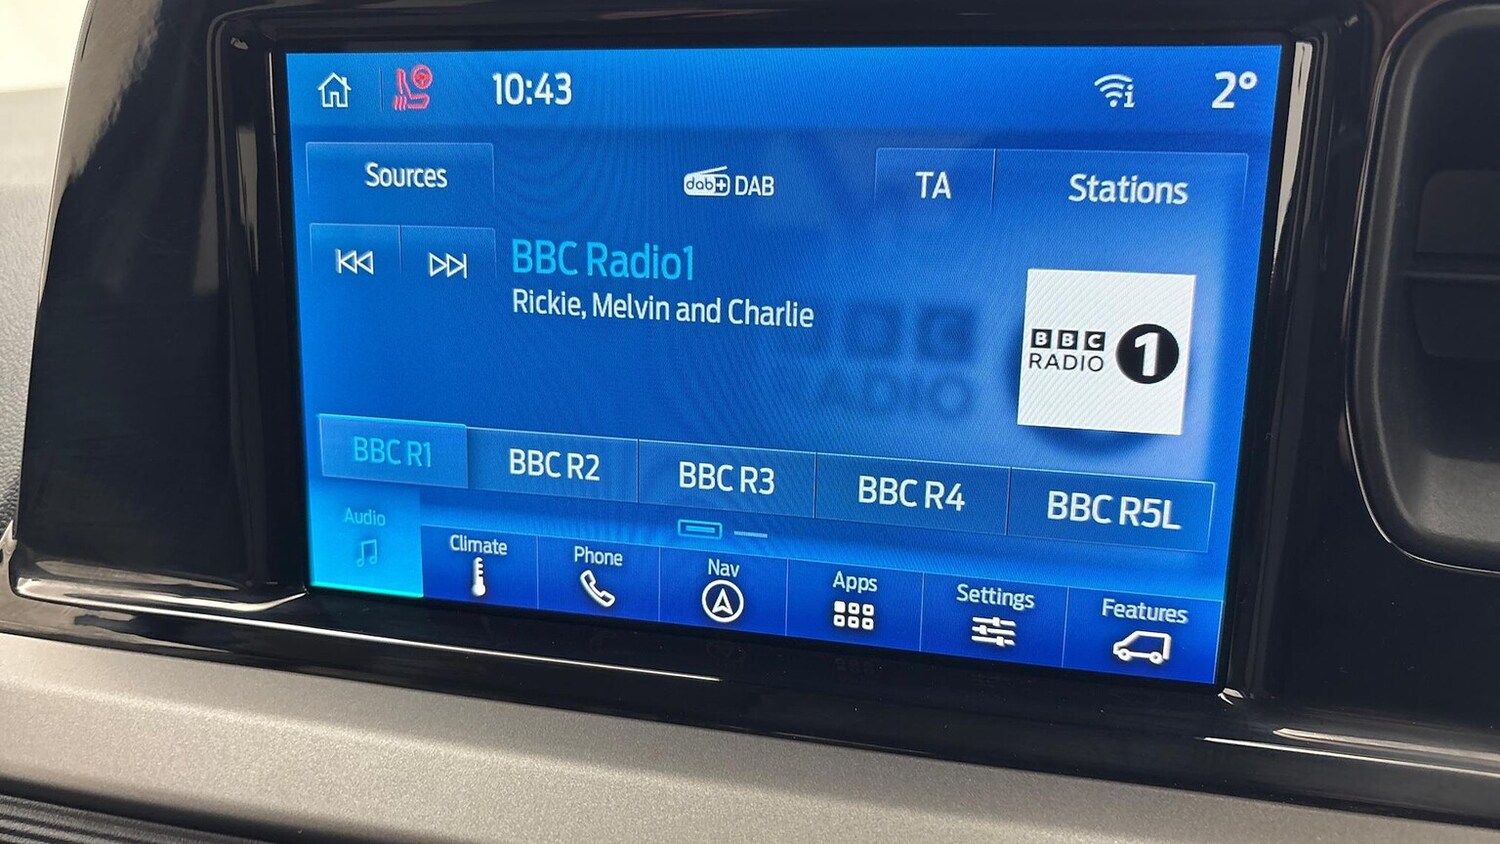 10:43
2°
Sources
dab+ DAB
TA
Stations
BBC Radio1
Rickie, Melvin and Charlie
BBC
RADIO 1
BBC R1
BBC R2
BBC R3
BBC R4
BBC R5L
Audio
Climate
Phone
Nav
Apps
Settings
Features